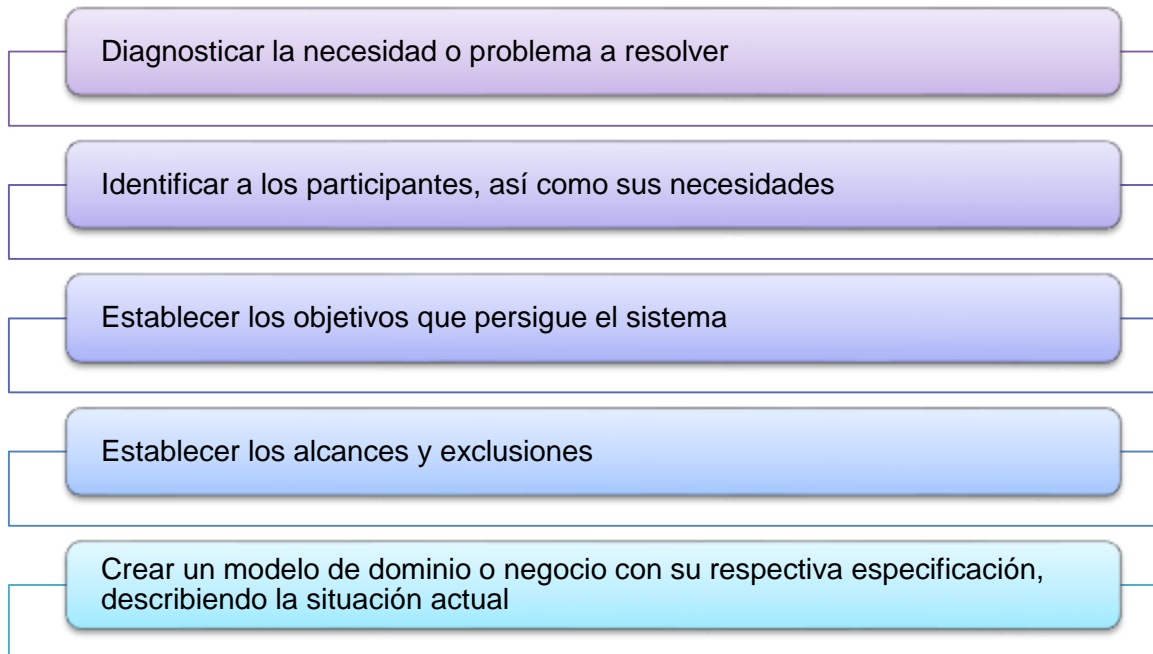 Diagnosticar la necesidad o problema a resolver
Identificar a los participantes, así como sus necesidades
Establecer los objetivos que persigue el sistema
Establecer los alcances y exclusiones
Crear un modelo de dominio o negocio con su respectiva especificación,
describiendo la situación actual